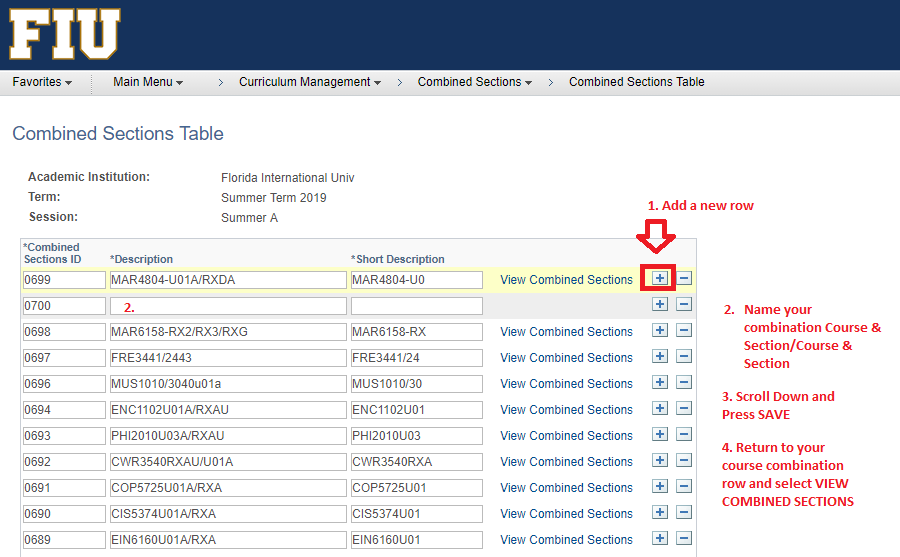 FIU
Favorites Main Menu > Curriculum Management > Combined Sections > Combined Sections Table
Combined Sections Table
Academic Institution: Florida International Univ
Term: Summer Term 2019
Session: Summer A
1. Add a new row
*Combined
Sections ID *Description *Short Description
0699 MAR4804-U01A/RXDA MAR4804-U0 View Combined Sections + −
0700 2. + −
0698 MAR6158-RX2/RX3/RXG MAR6158-RX View Combined Sections + −
0697 FRE3441/2443 FRE3441/24 View Combined Sections + −
0696 MUS1010/3040u01a MUS1010/30 View Combined Sections + −
0694 ENC1102U01A/RXAU ENC1102U01 View Combined Sections + −
0693 PHI2010U03A/RXAU PHI2010U03 View Combined Sections + −
0692 CWR3540RXAU/U01A CWR3540RXA View Combined Sections + −
0691 COP5725U01A/RXA COP5725U01 View Combined Sections + −
0690 CIS5374U01A/RXA CIS5374U01 View Combined Sections + −
0689 EIN6160U01A/RXA EIN6160U01 View Combined Sections + −
2. Name your
combination Course &
Section/Course &
Section
3. Scroll Down and
Press SAVE
4. Return to your
course combination
row and select VIEW
COMBINED SECTIONS